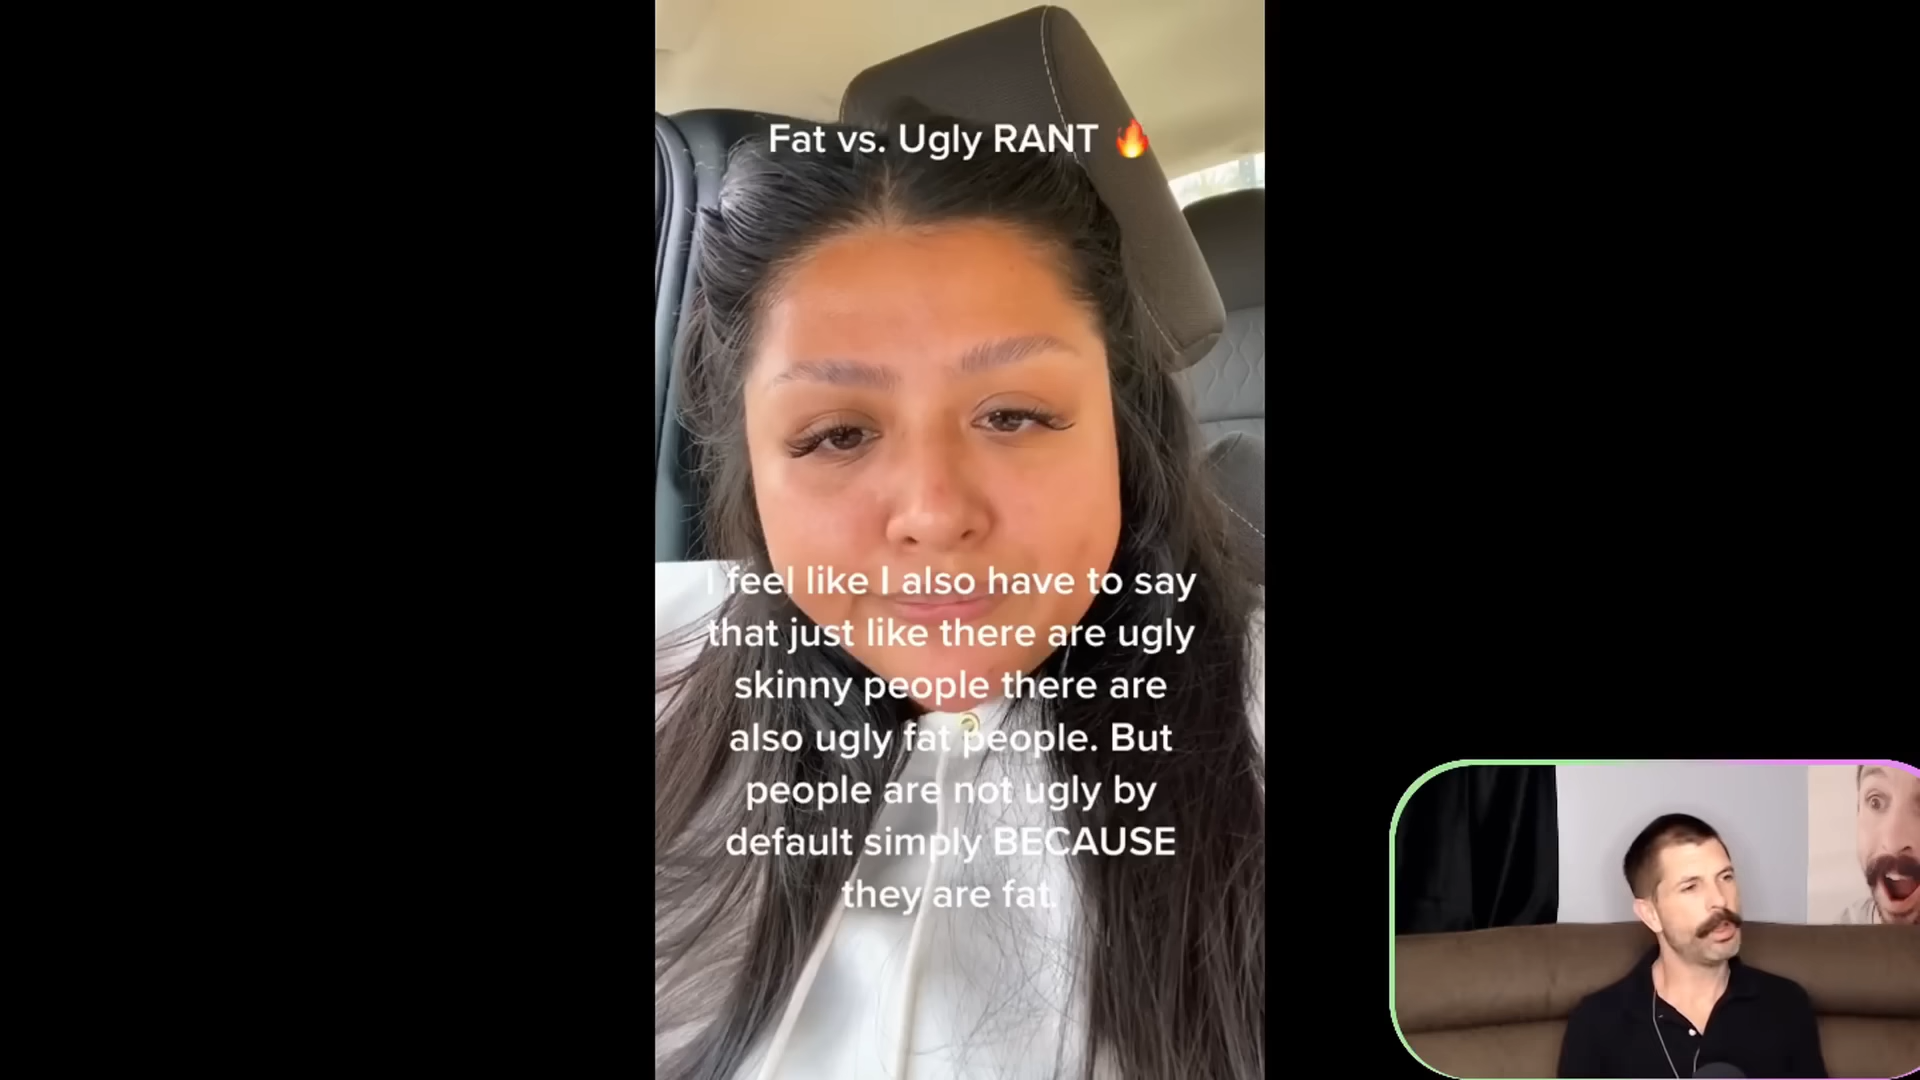 Fat vs. Ugly RANT 🔥
I feel like I also have to say
that just like there are ugly
skinny people there are
also ugly fat people. But
people are not ugly by
default simply BECAUSE
they are fat.